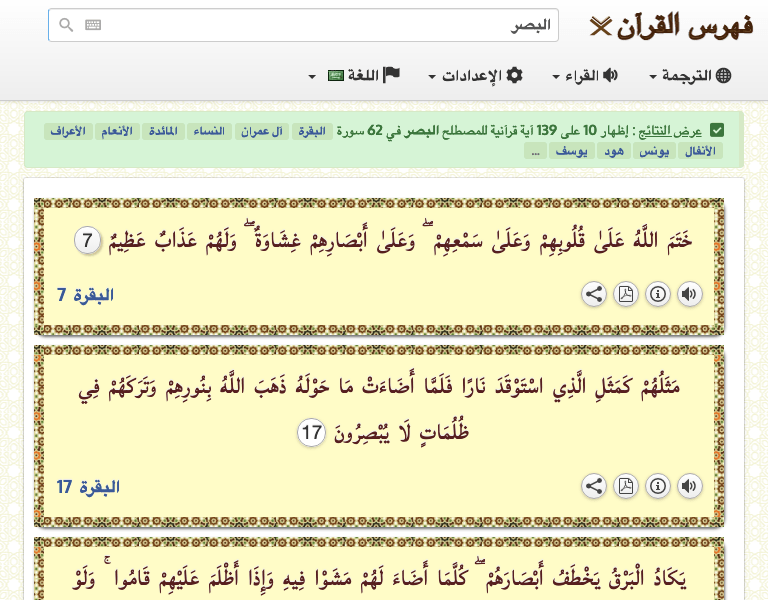 فهرس القرآن
البصر
الترجمة
القراء
الإعدادات
اللغة
عرض النتائج : إظهار 10 على 139 آية قرآنية للمصطلح البصر في 62 سورة البقرة آل عمران النساء المائدة الأنعام الأعراف
الأنفال يونس هود يوسف ...
خَتَمَ اللَّهُ عَلَىٰ قُلُوبِهِمْ وَعَلَىٰ سَمْعِهِمْ ۖ وَعَلَىٰ أَبْصَارِهِمْ غِشَاوَةٌ ۖ وَلَهُمْ عَذَابٌ عَظِيمٌ 7
البقرة 7
مَثَلُهُمْ كَمَثَلِ الَّذِي اسْتَوْقَدَ نَارًا فَلَمَّا أَضَاءَتْ مَا حَوْلَهُ ذَهَبَ اللَّهُ بِنُورِهِمْ وَتَرَكَهُمْ فِي
ظُلُمَاتٍ لَا يُبْصِرُونَ 17
البقرة 17
يَكَادُ الْبَرْقُ يَخْطَفُ أَبْصَارَهُمْ ۖ كُلَّمَا أَضَاءَ لَهُمْ مَشَوْا فِيهِ وَإِذَا أَظْلَمَ عَلَيْهِمْ قَامُوا ۚ وَلَوْ